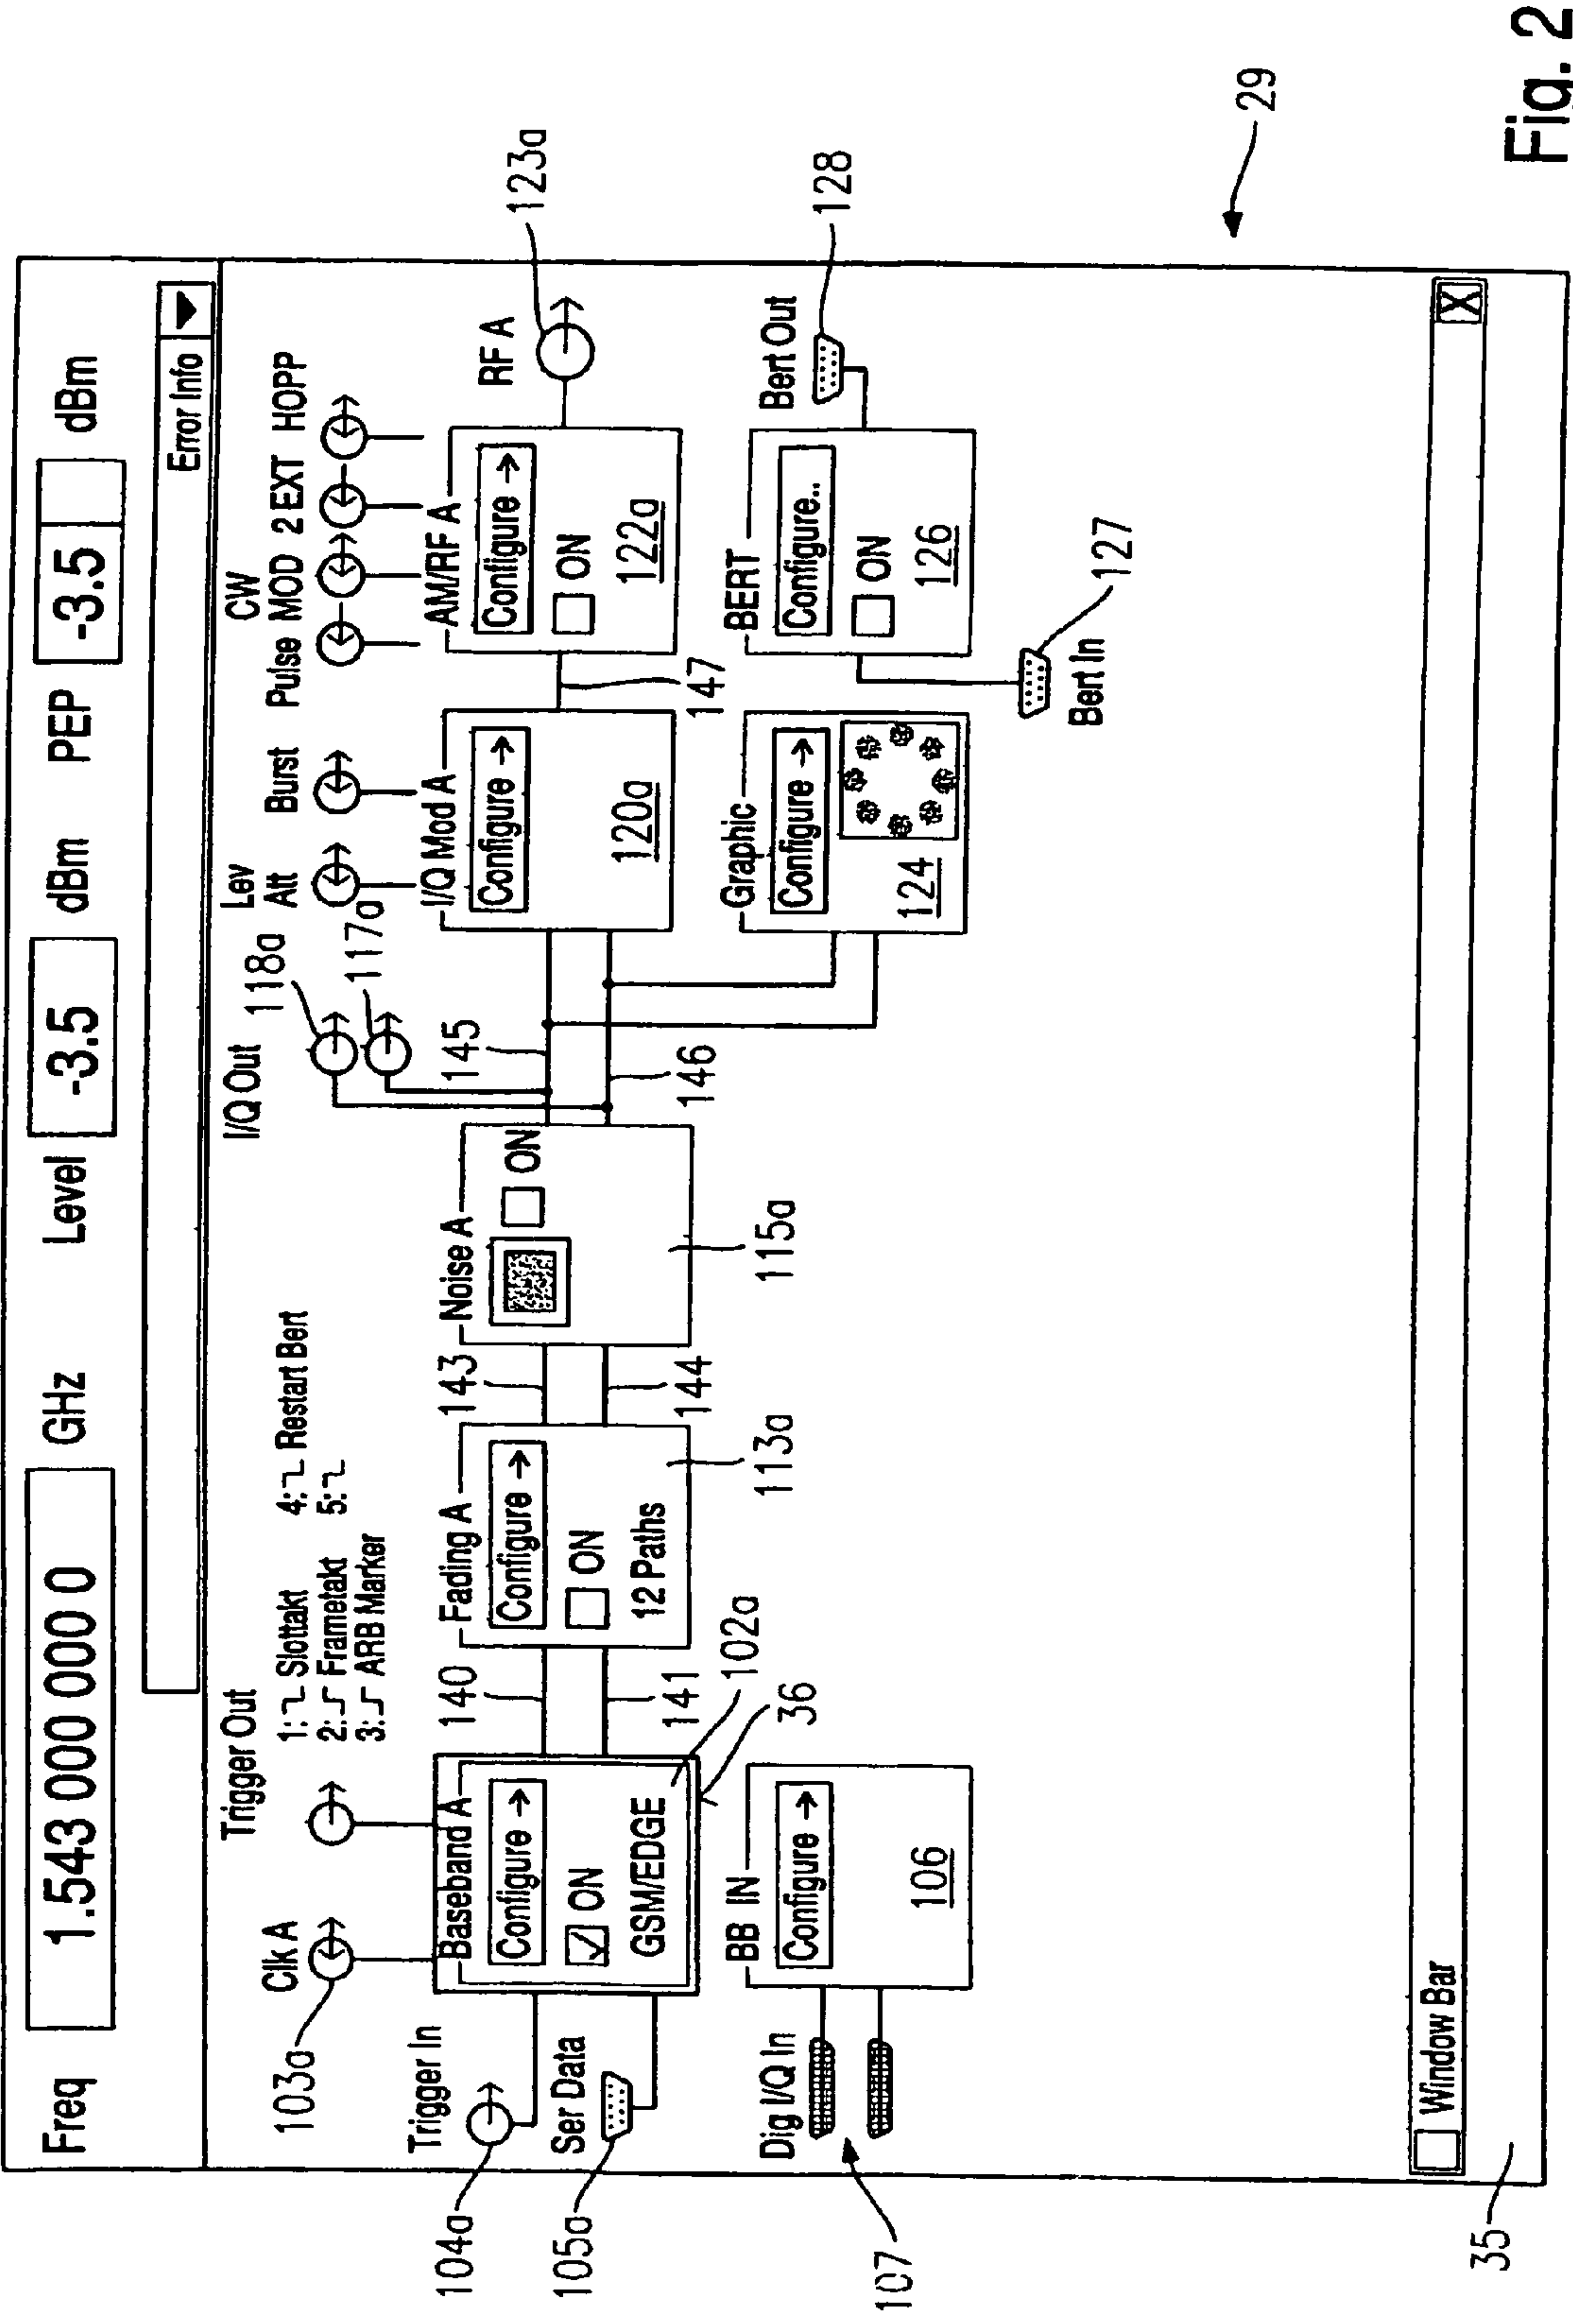 Freq 1.543 000 000 0 GHz Level -3.5 dBm PEP -3.5 dBm
Error Info
Clk A
Trigger Out
1: Slottakt
2: Frametakt
3: ARB Marker
4: Restart Bert
5:
I/Q Out
Lev
Att
Burst
CW
Pulse MOD 2 EXT HOPP
103a
118a
117a
Trigger In
104a
Ser Data
105a
Baseband A
Configure →
ON
GSM/EDGE
102a
36
140
141
Fading A
Configure →
ON
12 Paths
113a
143
144
Noise A
ON
115a
145
146
I/Q Mod A
Configure →
120a
147
AM/RF A
Configure →
ON
122a
RF A
123a
Dig I/Q In
107
BB IN
Configure →
106
Graphic
Configure →
124
BERT
Configure..
ON
126
Bert Out
128
Bert In
127
29
Window Bar
X
35
Fig. 2